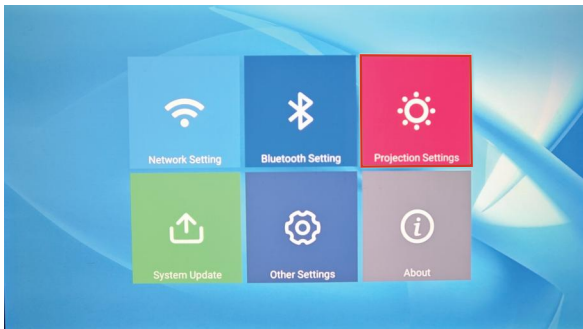 Network Setting
Bluetooth Setting
Projection Settings
System Update
Other Settings
About